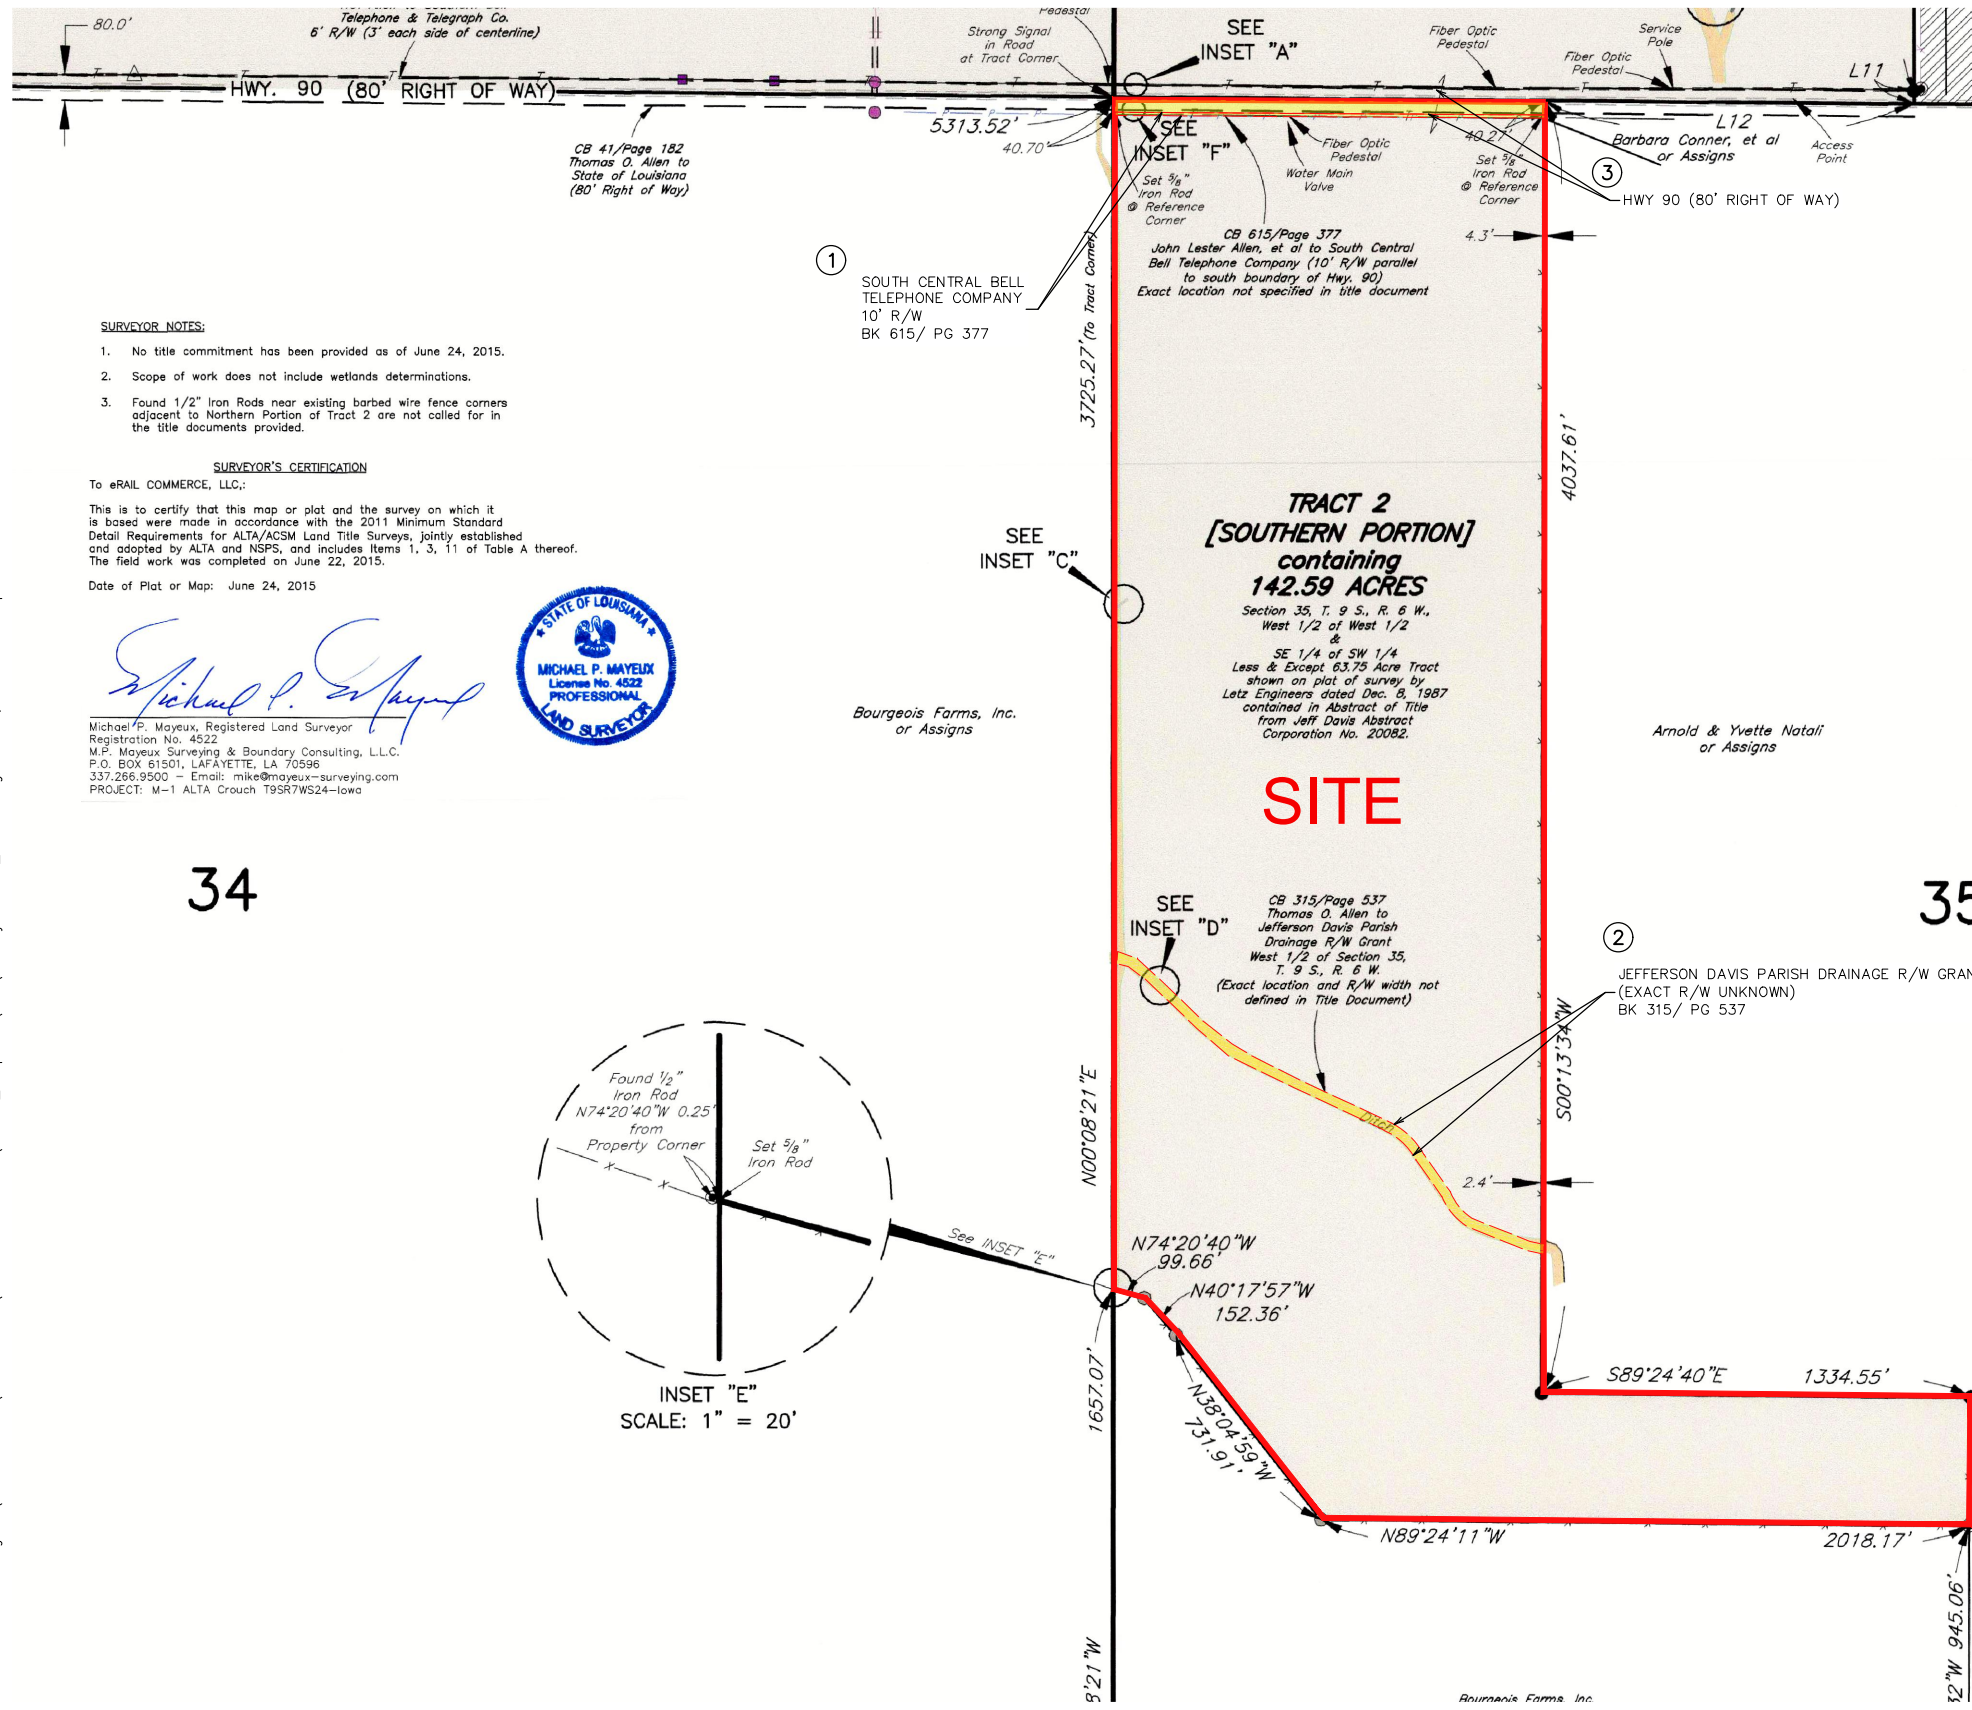 80.0'
Telephone & Telegraph Co.
6' R/W (3' each side of centerline)
HWY. 90 (80' RIGHT OF WAY)
CB 41/Page 182
Thomas O. Allen to
State of Louisiana
(80' Right of Way)
Pedestal
Strong Signal
in Road
at Tract Corner
SEE
INSET "A"
Fiber Optic
Pedestal
Service
Pole
Fiber Optic
Pedestal
L11
5313.52'
40.70'
SEE
INSET "F"
Fiber Optic
Pedestal
Water Main
Valve
40.27'
L12
Barbara Conner, et al
or Assigns
Access
Point
Set 5/8"
Iron Rod
@ Reference
Corner
Set 5/8"
Iron Rod
@ Reference
Corner
3
HWY 90 (80' RIGHT OF WAY)
4.3'
CB 615/Page 377
John Lester Allen, et al to South Central
Bell Telephone Company (10' R/W parallel
to south boundary of Hwy. 90)
Exact location not specified in title document
1
SOUTH CENTRAL BELL
TELEPHONE COMPANY
10' R/W
BK 615/ PG 377
3725.27' (To Tract Corner)
4037.61'
SURVEYOR NOTES:
1. No title commitment has been provided as of June 24, 2015.
2. Scope of work does not include wetlands determinations.
3. Found 1/2" Iron Rods near existing barbed wire fence corners
adjacent to Northern Portion of Tract 2 are not called for in
the title documents provided.
SURVEYOR'S CERTIFICATION
To eRAIL COMMERCE, LLC,:
This is to certify that this map or plat and the survey on which it
is based were made in accordance with the 2011 Minimum Standard
Detail Requirements for ALTA/ACSM Land Title Surveys, jointly established
and adopted by ALTA and NSPS, and includes Items 1, 3, 11 of Table A thereof.
The field work was completed on June 22, 2015.
Date of Plat or Map: June 24, 2015
Michael P. Mayeux
STATE OF LOUISIANA
MICHAEL P. MAYEUX
License No. 4522
PROFESSIONAL
LAND SURVEYOR
Michael P. Mayeux, Registered Land Surveyor
Registration No. 4522
M.P. Mayeux Surveying & Boundary Consulting, L.L.C.
P.O. BOX 61501, LAFAYETTE, LA 70596
337.266.9500 - Email: mike@mayeux-surveying.com
PROJECT: M-1 ALTA Crouch T9SR7WS24-Iowa
SEE
INSET "C"
TRACT 2
[SOUTHERN PORTION]
containing
142.59 ACRES
Section 35, T. 9 S., R. 6 W.,
West 1/2 of West 1/2
&
SE 1/4 of SW 1/4
Less & Except 63.75 Acre Tract
shown on plat of survey by
Letz Engineers dated Dec. 8, 1987
contained in Abstract of Title
from Jeff Davis Abstract
Corporation No. 20082.
Bourgeois Farms, Inc.
or Assigns
Arnold & Yvette Natali
or Assigns
SITE
34
35
SEE
INSET "D"
CB 315/Page 537
Thomas O. Allen to
Jefferson Davis Parish
Drainage R/W Grant
West 1/2 of Section 35,
T. 9 S., R. 6 W.
(Exact location and R/W width not
defined in Title Document)
2
JEFFERSON DAVIS PARISH DRAINAGE R/W GRAN
(EXACT R/W UNKNOWN)
BK 315/ PG 537
Ditch
N00°08'21"E
S00°13'34"W
2.4'
Found 1/2"
Iron Rod
N74°20'40"W 0.25'
from
Property Corner
Set 5/8"
Iron Rod
See INSET "E"
INSET "E"
SCALE: 1" = 20'
N74°20'40"W
99.66'
N40°17'57"W
152.36'
1657.07'
N38°04'59"W
731.91'
S89°24'40"E 1334.55'
N89°24'11"W 2018.17'
8'21"W
32"W 945.06'
Bourgeois Farms, Inc.